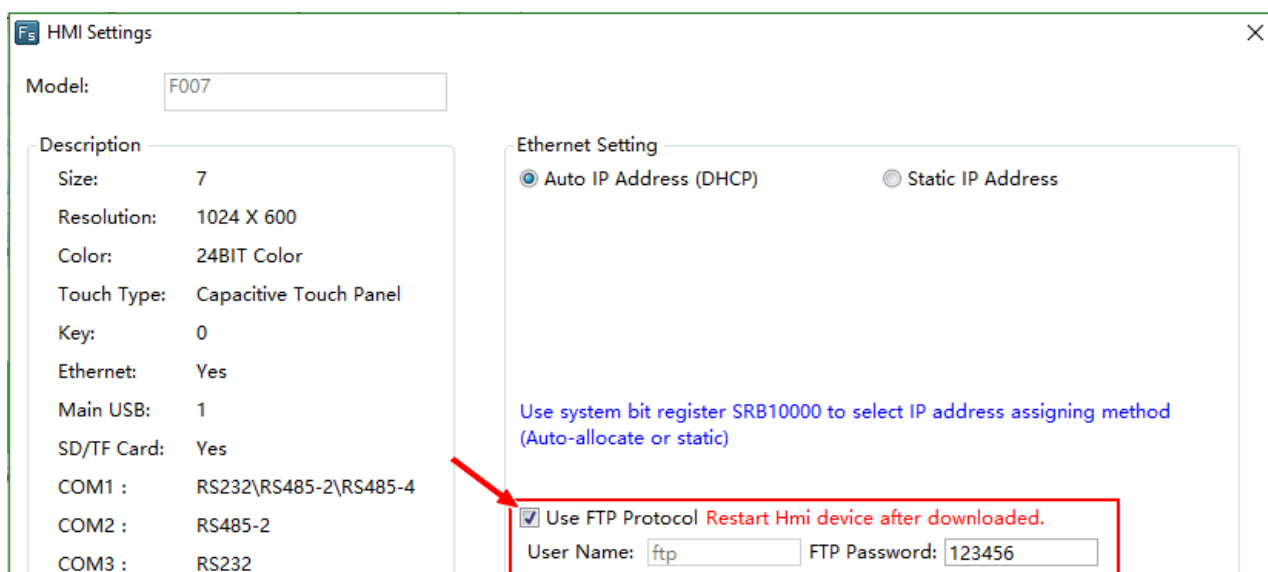 Fs HMI Settings
Model: F007
Description
Size: 7
Resolution: 1024 X 600
Color: 24BIT Color
Touch Type: Capacitive Touch Panel
Key: 0
Ethernet: Yes
Main USB: 1
SD/TF Card: Yes
COM1 : RS232\RS485-2\RS485-4
COM2 : RS485-2
COM3 : RS232
Ethernet Setting
Auto IP Address (DHCP) Static IP Address
Use system bit register SRB10000 to select IP address assigning method
(Auto-allocate or static)
Use FTP Protocol Restart Hmi device after downloaded.
User Name: ftp FTP Password: 123456